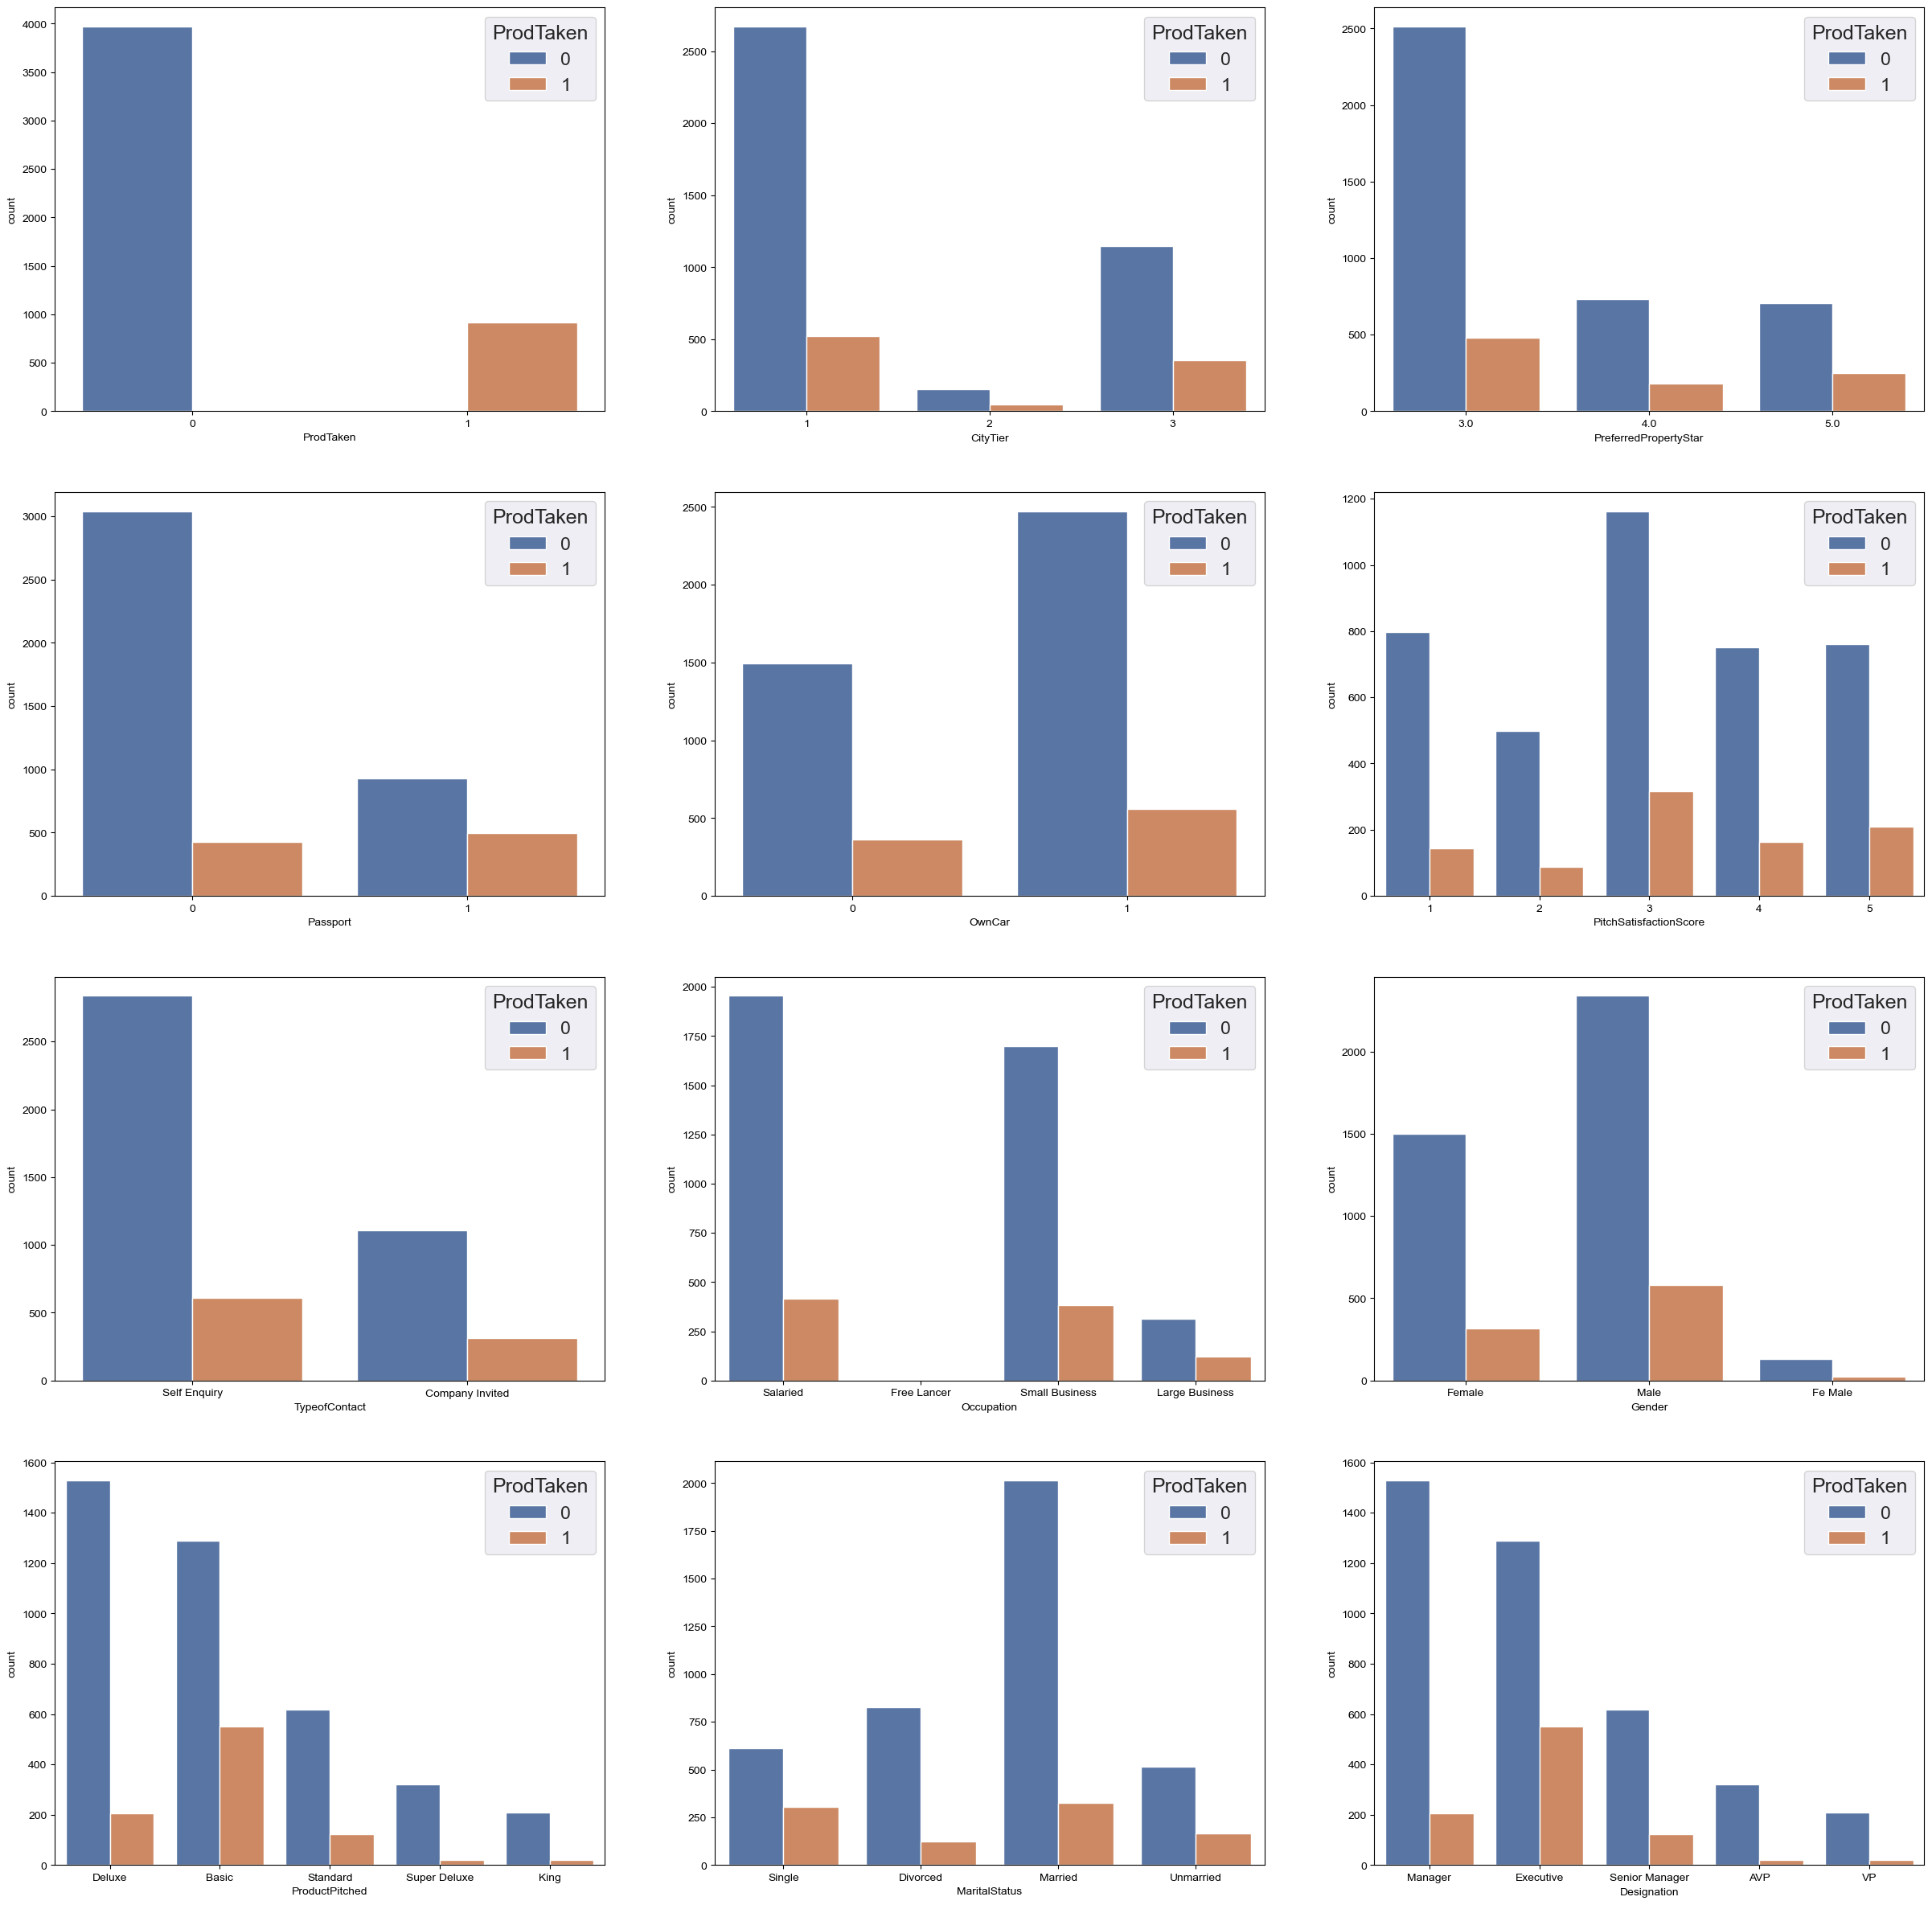 4000
3500
3000
2500
2000
1500
1000
500
0
count
0 1
ProdTaken
ProdTaken
0
1
2500
2000
1500
1000
500
0
count
1 2 3
CityTier
ProdTaken
0
1
2500
2000
1500
1000
500
0
count
3.0 4.0 5.0
PreferredPropertyStar
ProdTaken
0
1
3000
2500
2000
1500
1000
500
0
count
0 1
Passport
ProdTaken
0
1
2500
2000
1500
1000
500
0
count
0 1
OwnCar
ProdTaken
0
1
1200
1000
800
600
400
200
0
count
1 2 3 4 5
PitchSatisfactionScore
ProdTaken
0
1
2500
2000
1500
1000
500
0
count
Self Enquiry Company Invited
TypeofContact
ProdTaken
0
1
2000
1750
1500
1250
1000
750
500
250
0
count
Salaried Free Lancer Small Business Large Business
Occupation
ProdTaken
0
1
2000
1500
1000
500
0
count
Female Male Fe Male
Gender
ProdTaken
0
1
1600
1400
1200
1000
800
600
400
200
0
count
Deluxe Basic Standard Super Deluxe King
ProductPitched
ProdTaken
0
1
2000
1750
1500
1250
1000
750
500
250
0
count
Single Divorced Married Unmarried
MaritalStatus
ProdTaken
0
1
1600
1400
1200
1000
800
600
400
200
0
count
Manager Executive Senior Manager AVP VP
Designation
ProdTaken
0
1